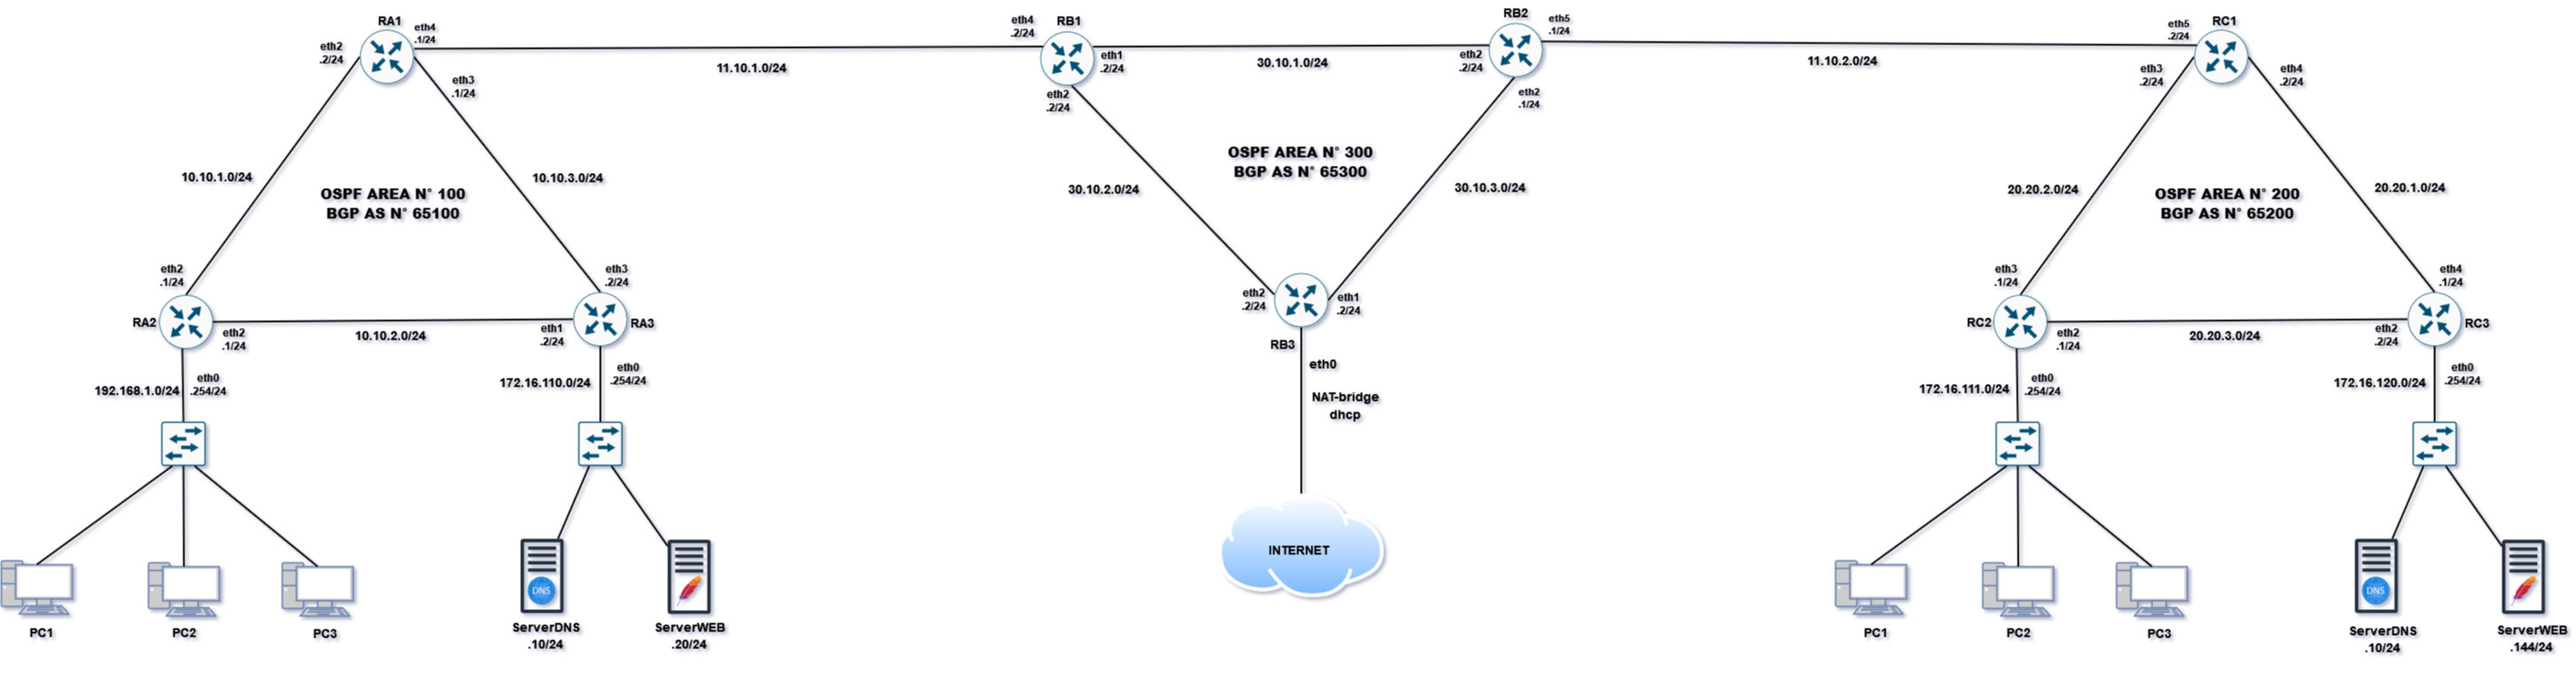 RA1
eth4
.1/24
eth2
.2/24
eth3
.1/24
11.10.1.0/24
eth4
.2/24
RB1
eth1
.2/24
eth2
.2/24
30.10.1.0/24
RB2
eth5
.1/24
eth2
.2/24
eth2
.1/24
11.10.2.0/24
eth5
.2/24
RC1
eth3
.2/24
eth4
.2/24
10.10.1.0/24
10.10.3.0/24
OSPF AREA N° 100
BGP AS N° 65100
OSPF AREA N° 300
BGP AS N° 65300
30.10.2.0/24
30.10.3.0/24
20.20.2.0/24
20.20.1.0/24
OSPF AREA N° 200
BGP AS N° 65200
eth2
.1/24
RA2
eth2
.1/24
10.10.2.0/24
eth3
.2/24
eth1
.2/24
RA3
192.168.1.0/24
eth0
.254/24
172.16.110.0/24
eth0
.254/24
eth2
.2/24
eth1
.2/24
RB3
eth0
NAT-bridge
dhcp
INTERNET
eth3
.1/24
RC2
eth2
.1/24
20.20.3.0/24
eth4
.1/24
eth2
.2/24
RC3
172.16.111.0/24
eth0
.254/24
172.16.120.0/24
eth0
.254/24
PC1
PC2
PC3
DNS
ServerDNS
.10/24
ServerWEB
.20/24
PC1
PC2
PC3
DNS
ServerDNS
.10/24
ServerWEB
.144/24